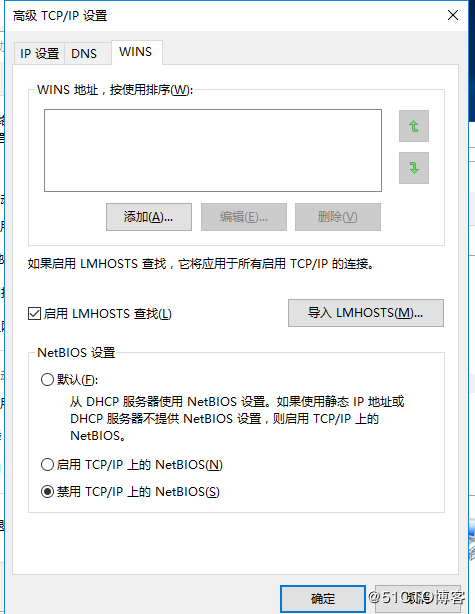 高级 TCP/IP 设置
IP 设置
DNS
WINS
WINS 地址，按使用排序(W):
添加(A)...
编辑(E)...
删除(V)
如果启用 LMHOSTS 查找，它将应用于所有启用 TCP/IP 的连接。
启用 LMHOSTS 查找(L)
导入 LMHOSTS(M)...
NetBIOS 设置
默认(F):
从 DHCP 服务器使用 NetBIOS 设置。如果使用静态 IP 地址或
DHCP 服务器不提供 NetBIOS 设置，则启用 TCP/IP 上的
NetBIOS。
启用 TCP/IP 上的 NetBIOS(N)
禁用 TCP/IP 上的 NetBIOS(S)
确定
取消
@51CTO博客